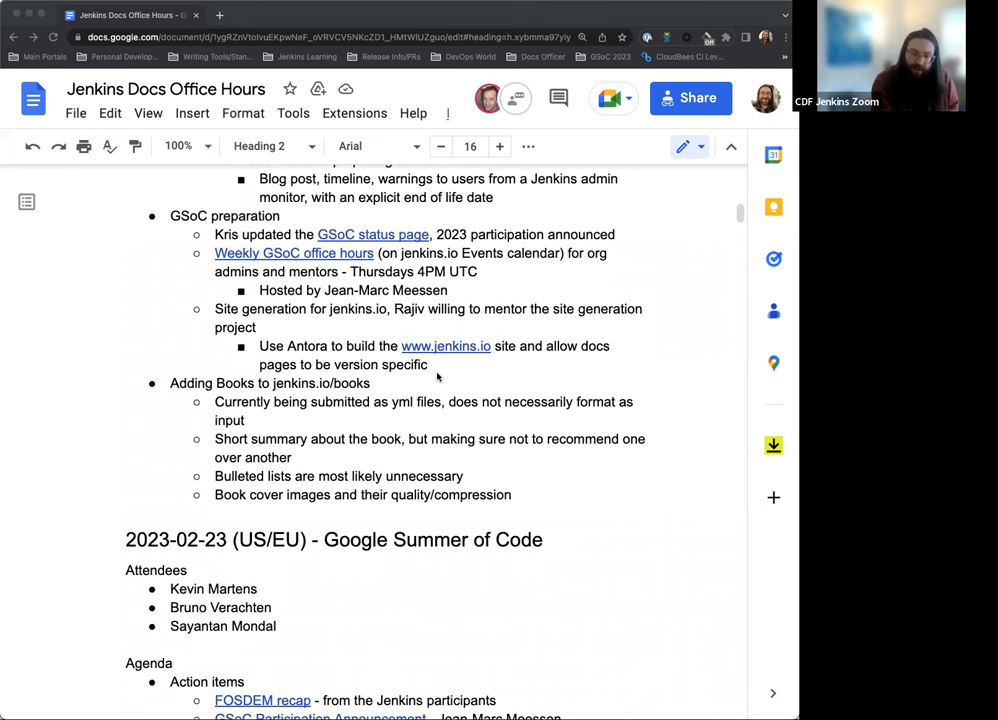 Jenkins Docs Office Hours - G
docs.google.com/document/d/1ygRZnVtoIvuEKpwNeF_oVRVCV5NKcZD1_HMtWlUZguo/edit#heading=h.xybmma97yiy
Off
Main Portals
Personal Develop...
Writing Tools/Stan...
Jenkins Learning
Release Info/PRs
DevOps World
Docs Officer
GSoC 2023
CloudBees CI Lev...
»
CDF Jenkins Zoom
Jenkins Docs Office Hours
File Edit View Insert Format Tools Extensions Help
Share
100% Heading 2 Arial − 16 +
31
■ Blog post, timeline, warnings to users from a Jenkins admin
monitor, with an explicit end of life date
● GSoC preparation
○ Kris updated the GSoC status page, 2023 participation announced
○ Weekly GSoC office hours (on jenkins.io Events calendar) for org
admins and mentors - Thursdays 4PM UTC
■ Hosted by Jean-Marc Meessen
○ Site generation for jenkins.io, Rajiv willing to mentor the site generation
project
■ Use Antora to build the www.jenkins.io site and allow docs
pages to be version specific
● Adding Books to jenkins.io/books
○ Currently being submitted as yml files, does not necessarily format as
input
○ Short summary about the book, but making sure not to recommend one
over another
○ Bulleted lists are most likely unnecessary
○ Book cover images and their quality/compression
2023-02-23 (US/EU) - Google Summer of Code
Attendees
● Kevin Martens
● Bruno Verachten
● Sayantan Mondal
Agenda
● Action items
○ FOSDEM recap - from the Jenkins participants
○ GSoC Participation Announcement - Jean-Marc Meessen